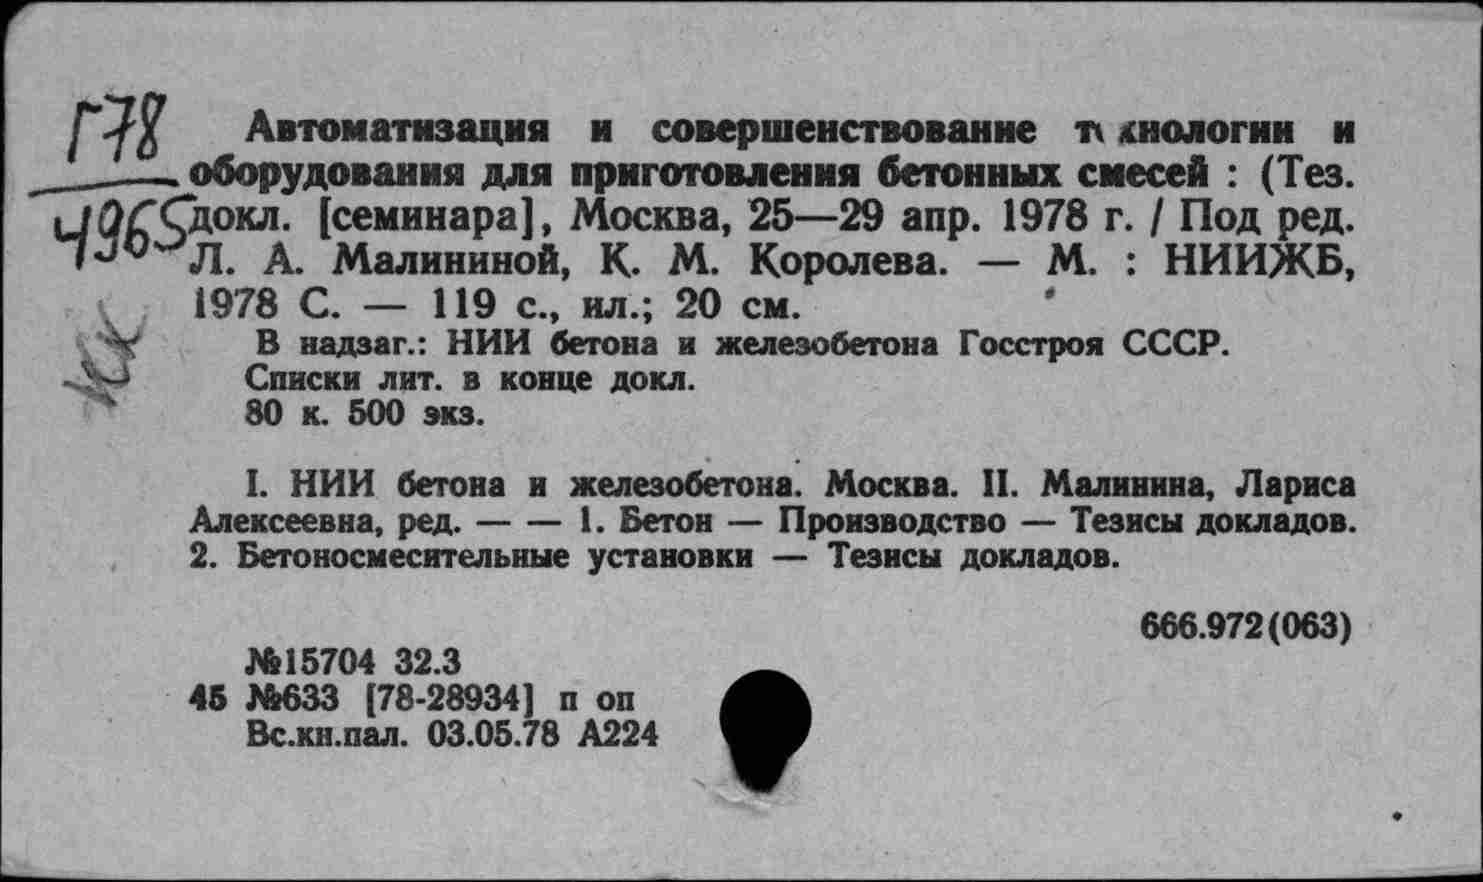 Г78
4965
Автоматизация и совершенствование технологии и
оборудования для приготовления бетонных смесей : (Тез.
докл. [семинара], Москва, 25—29 апр. 1978 г. / Под ред.
Л. А. Малининой, К. М. Королева. — М. : НИИЖБ,
1978 С. — 119 с., ил.; 20 см.
В надзаг.: НИИ бетона и железобетона Госстроя СССР.
Списки лит. в конце докл.
80 к. 500 экз.
I. НИИ бетона и железобетона. Москва. II. Малинина, Лариса
Алексеевна, ред. — — 1. Бетон — Производство — Тезисы докладов.
2. Бетоносмесительные установки — Тезисы докладов.
666.972(063)
№15704 32.3
45 №633 [78-28934] п оп
Вс.кн.пал. 03.05.78 А224